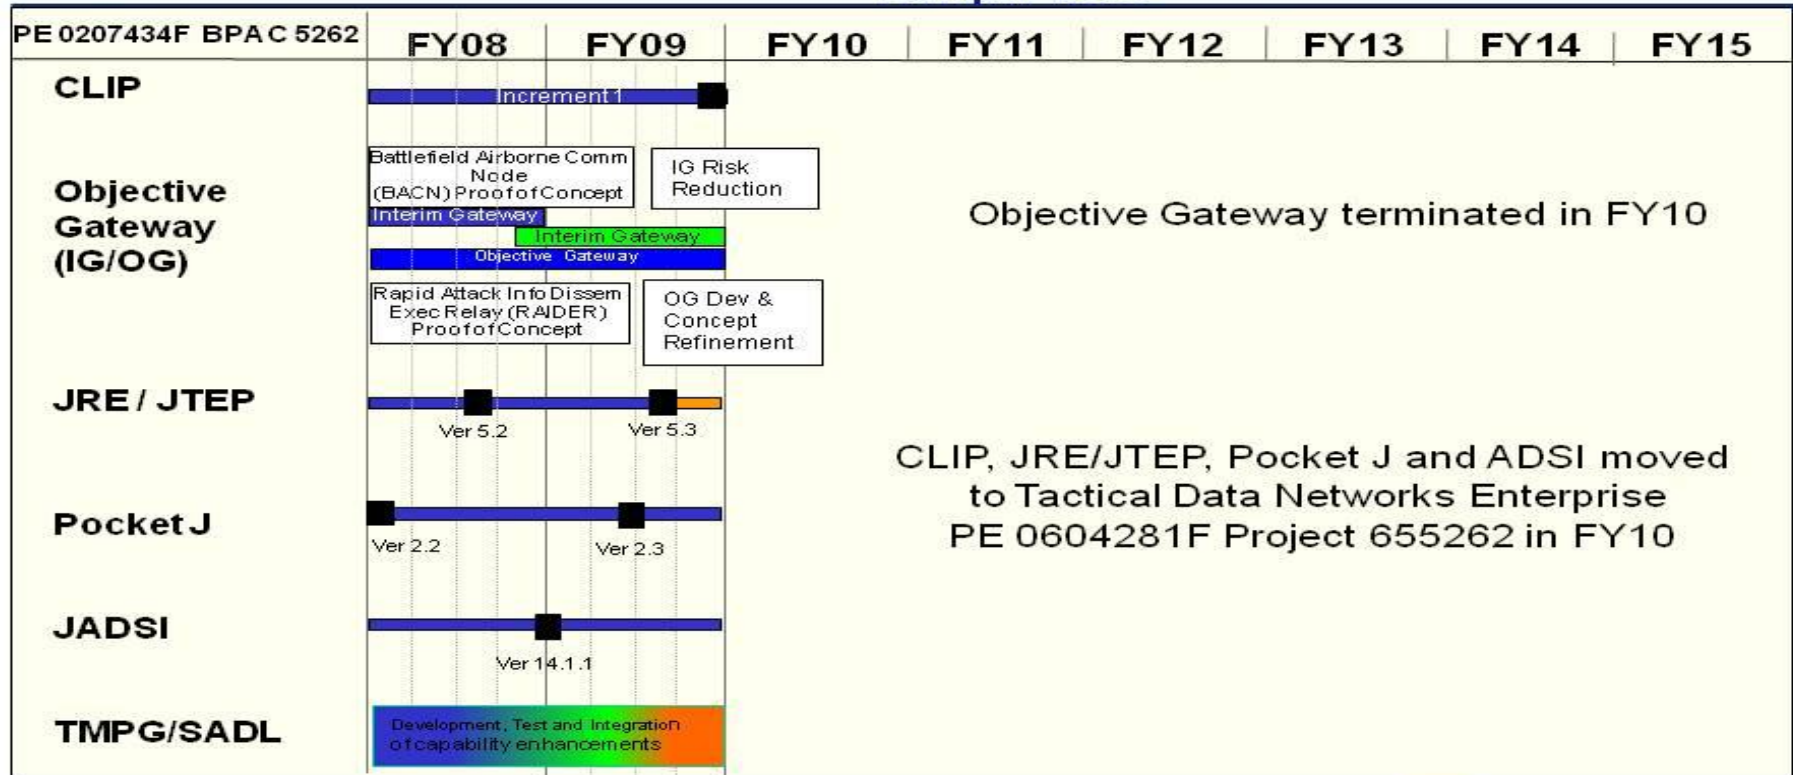 PE 0207434F BPAC 5262
FY08
FY09
FY10
FY11
FY12
FY13
FY14
FY15
CLIP
Increment 1
Objective
Gateway
(IG/OG)
Battlefield Airborne Comm
Node
(BACN) Proof of Concept
IG Risk
Reduction
Interim Gateway
Interim Gateway
Objective Gateway
Rapid Attack Info Dissem
Exec Relay (RAIDER)
Proof of Concept
OG Dev &
Concept
Refinement
Objective Gateway terminated in FY10
JRE / JTEP
Ver 5.2
Ver 5.3
CLIP, JRE/JTEP, Pocket J and ADSI moved
to Tactical Data Networks Enterprise
PE 0604281F Project 655262 in FY10
Pocket J
Ver 2.2
Ver 2.3
JADSI
Ver 14.1.1
TMPG/SADL
Development, Test and Integration
of capability enhancements